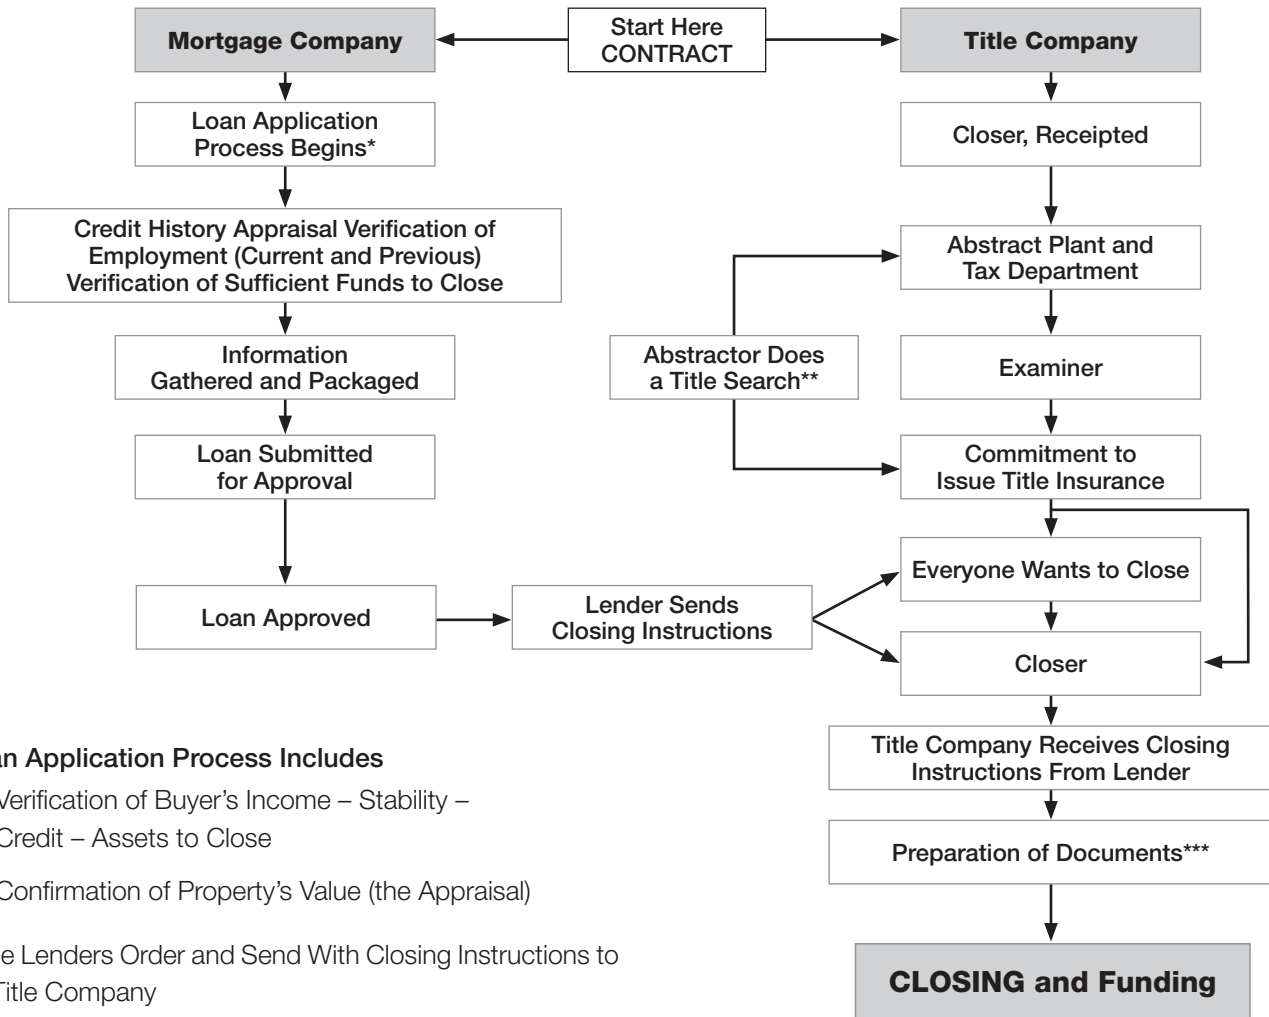 Start Here
CONTRACT
Mortgage Company
Loan Application
Process Begins*
Credit History Appraisal Verification of
Employment (Current and Previous)
Verification of Sufficient Funds to Close
Information
Gathered and Packaged
Loan Submitted
for Approval
Loan Approved
Lender Sends
Closing Instructions
Title Company
Closer, Receipted
Abstract Plant and
Tax Department
Abstractor Does
a Title Search**
Examiner
Commitment to
Issue Title Insurance
Everyone Wants to Close
Closer
Title Company Receives Closing
Instructions From Lender
Preparation of Documents***
CLOSING and Funding
Application Process Includes
Verification of Buyer's Income – Stability –
Credit – Assets to Close
Confirmation of Property's Value (the Appraisal)
Lenders Order and Send With Closing Instructions to
Title Company